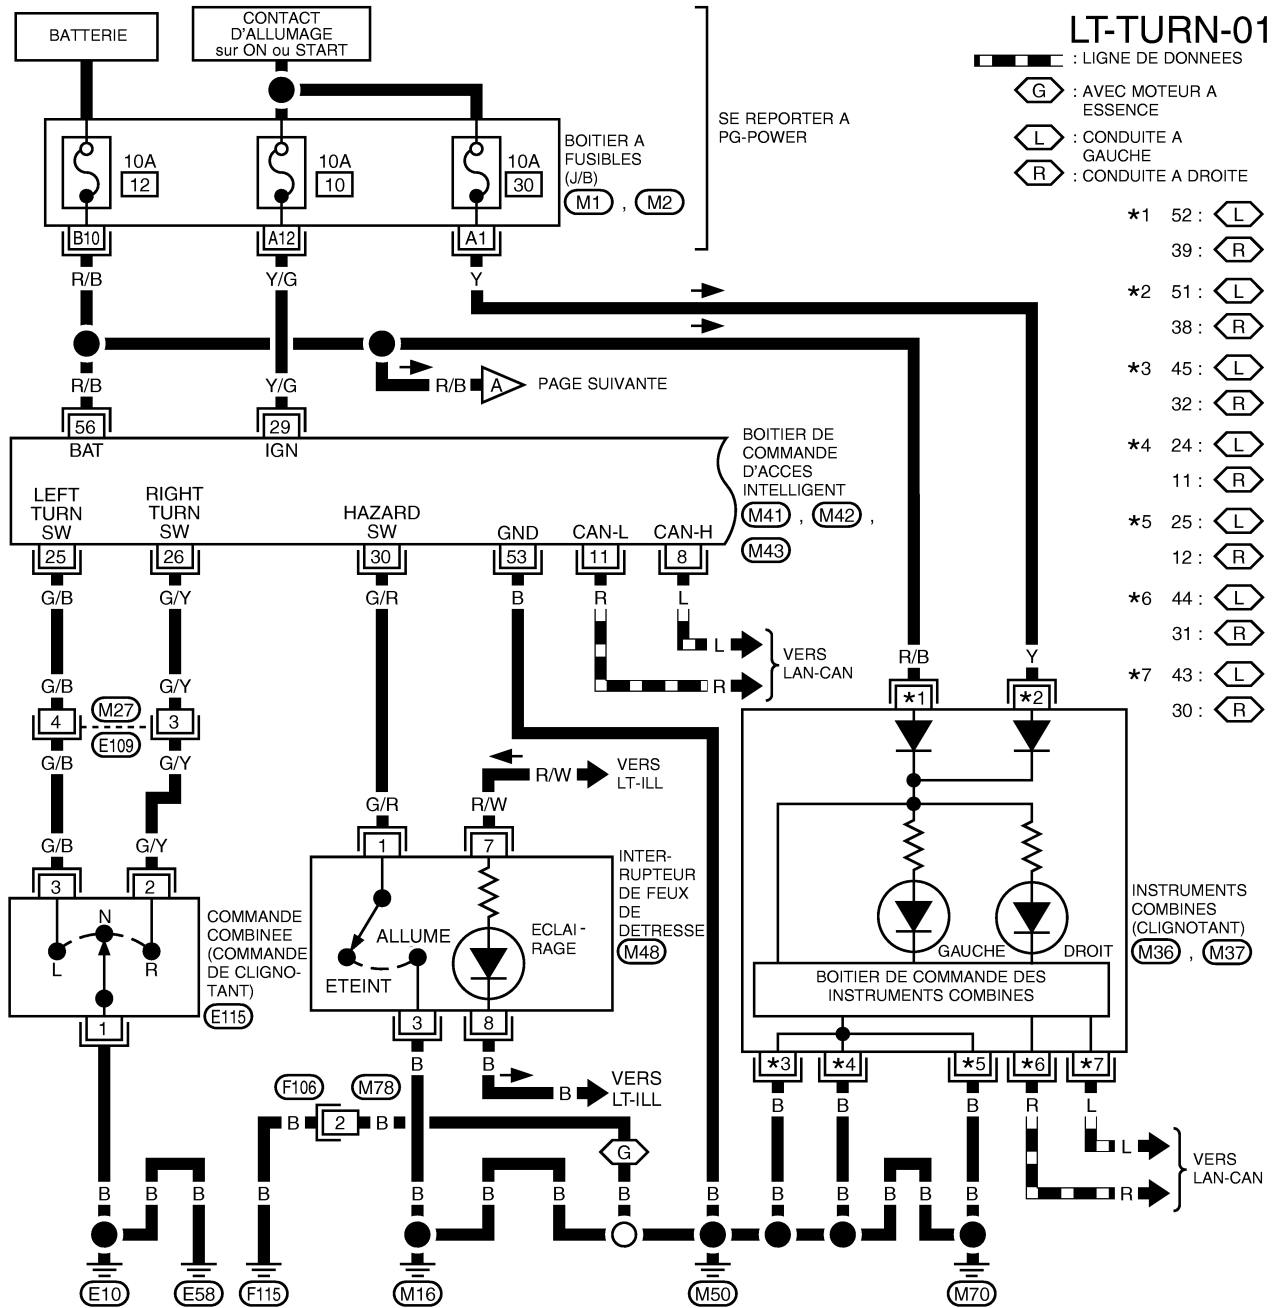 LT-TURN-01
BATTERIE
CONTACT
D'ALLUMAGE
sur ON ou START
: LIGNE DE DONNEES
G : AVEC MOTEUR A
ESSENCE
L : CONDUITE A
GAUCHE
R : CONDUITE A DROITE
SE REPORTER A
PG-POWER
10A
12
10A
10
10A
30
BOITIER A
FUSIBLES
(J/B)
M1 , M2
B10
A12
A1
R/B
Y/G
Y
*1 52 : L
39 : R
*2 51 : L
38 : R
*3 45 : L
32 : R
*4 24 : L
11 : R
*5 25 : L
12 : R
*6 44 : L
31 : R
*7 43 : L
30 : R
R/B
Y/G
R/B A PAGE SUIVANTE
56
29
BAT
IGN
BOITIER DE
COMMANDE
D'ACCES
INTELLIGENT
M41 , M42 ,
M43
LEFT
TURN
SW
RIGHT
TURN
SW
HAZARD
SW
GND
CAN-L
CAN-H
25
26
30
53
11
8
G/B
G/Y
G/R
B
R
L
L
R
VERS
LAN-CAN
R/B
Y
G/B
G/Y
4
M27
E109
3
G/B
G/Y
G/B
G/Y
R/W
VERS
LT-ILL
G/R
R/W
*1
*2
3
2
1
7
N
L
R
COMMANDE
COMBINEE
(COMMANDE
DE CLIGNO-
TANT)
E115
ALLUME
ETEINT
ECLAI-
RAGE
INTER-
RUPTEUR
DE FEUX
DE
DETRESSE
M48
GAUCHE
DROIT
INSTRUMENTS
COMBINES
(CLIGNOTANT)
M36 , M37
BOITIER DE COMMANDE DES
INSTRUMENTS COMBINES
1
3
8
*3
*4
*5
*6
*7
B
B
B
VERS
LT-ILL
B
B
B
R
L
F106
M78
B
2
B
G
L
R
VERS
LAN-CAN
B
B
B
B
B
B
B
B
B
B
B
B
B
B
E10
E58
F115
M16
M50
M70